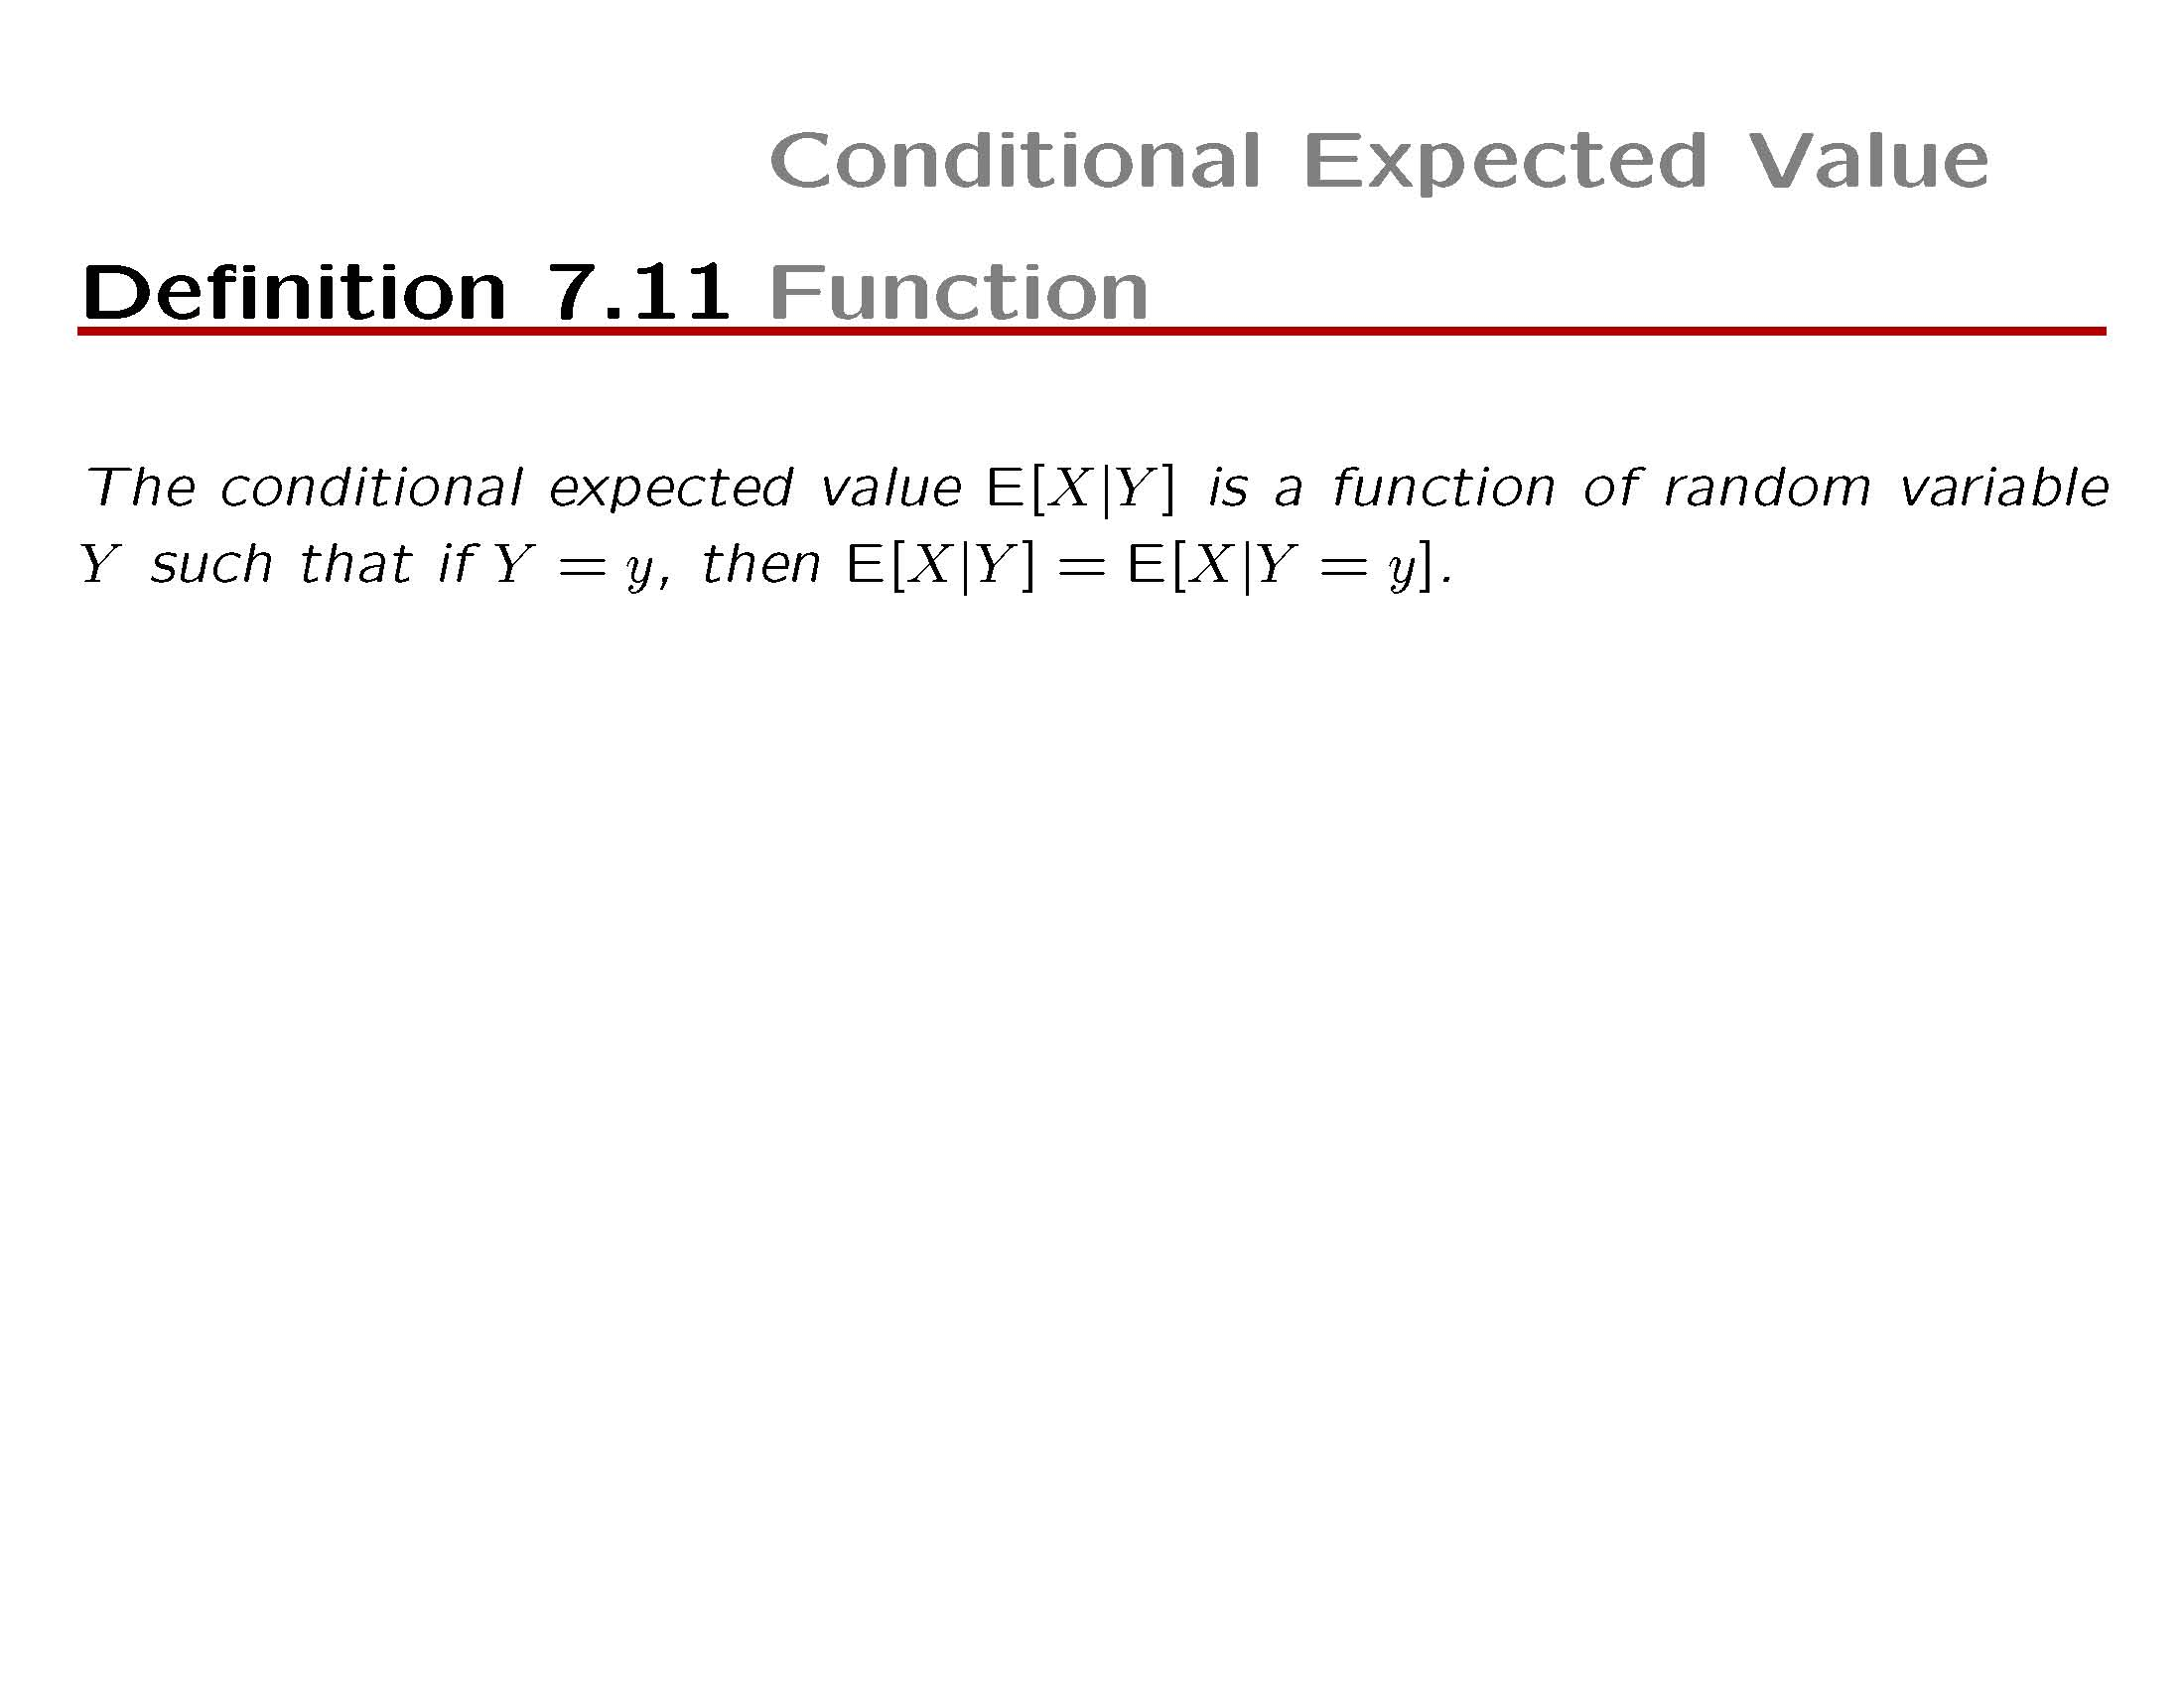 Conditional Expected Value
Definition 7.11 Function
The conditional expected value E[X|Y] is a function of random variable
Y such that if Y = y, then E[X|Y] = E[X|Y = y].